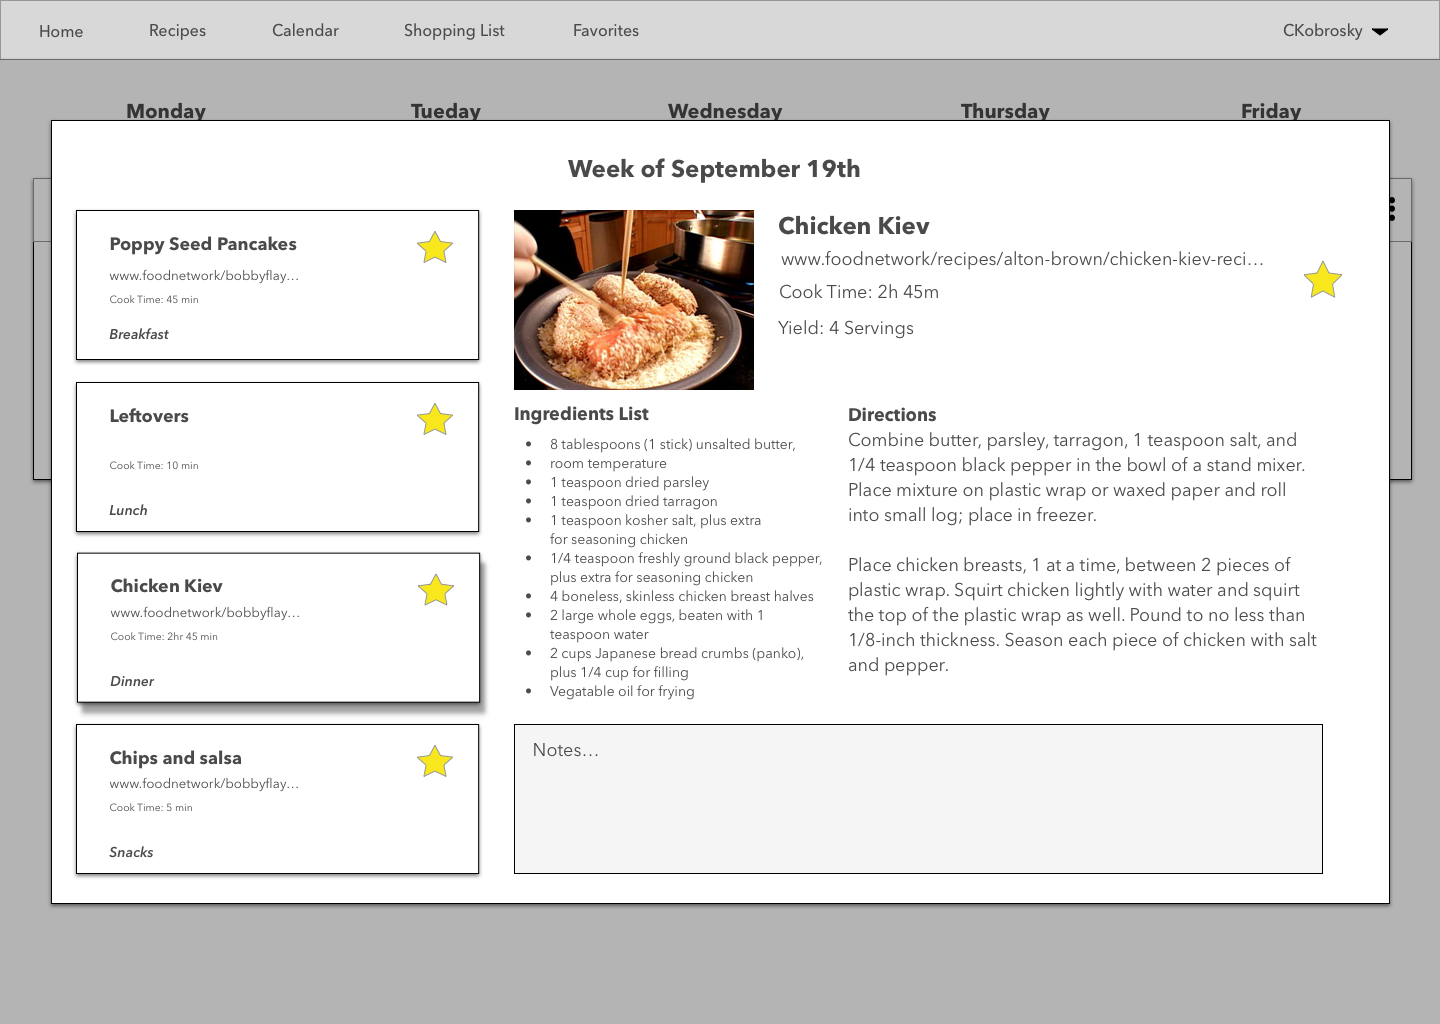 Home Recipes Calendar Shopping List Favorites CKobrosky
Monday Tueday Wednesday Thursday Friday
Week of September 19th
Poppy Seed Pancakes
www.foodnetwork/bobbyflay...
Cook Time: 45 min
Breakfast
Leftovers
Cook Time: 10 min
Lunch
Chicken Kiev
www.foodnetwork/bobbyflay...
Cook Time: 2hr 45 min
Dinner
Chips and salsa
www.foodnetwork/bobbyflay...
Cook Time: 5 min
Snacks
Chicken Kiev
www.foodnetwork/recipes/alton-brown/chicken-kiev-reci...
Cook Time: 2h 45m
Yield: 4 Servings
Ingredients List
• 8 tablespoons (1 stick) unsalted butter,
• room temperature
• 1 teaspoon dried parsley
• 1 teaspoon dried tarragon
• 1 teaspoon kosher salt, plus extra
for seasoning chicken
• 1/4 teaspoon freshly ground black pepper,
plus extra for seasoning chicken
• 4 boneless, skinless chicken breast halves
• 2 large whole eggs, beaten with 1
teaspoon water
• 2 cups Japanese bread crumbs (panko),
plus 1/4 cup for filling
• Vegatable oil for frying
Directions
Combine butter, parsley, tarragon, 1 teaspoon salt, and
1/4 teaspoon black pepper in the bowl of a stand mixer.
Place mixture on plastic wrap or waxed paper and roll
into small log; place in freezer.
Place chicken breasts, 1 at a time, between 2 pieces of
plastic wrap. Squirt chicken lightly with water and squirt
the top of the plastic wrap as well. Pound to no less than
1/8-inch thickness. Season each piece of chicken with salt
and pepper.
Notes...